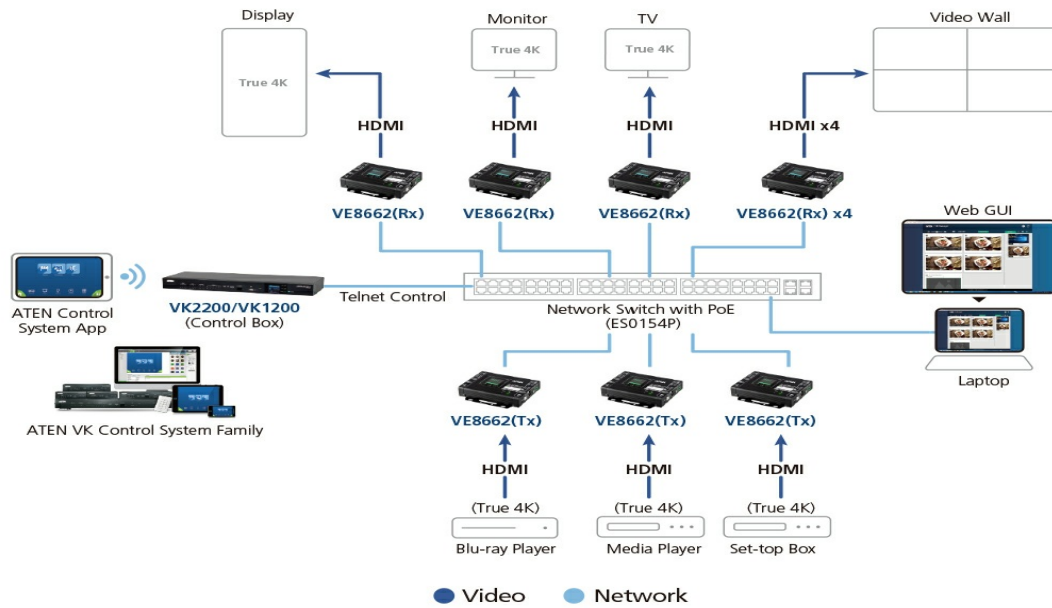 Display
Monitor
TV
Video Wall
True 4K
True 4K
True 4K
HDMI
HDMI
HDMI
HDMI x4
VE8662(Rx)
VE8662(Rx)
VE8662(Rx)
VE8662(Rx) x4
Web GUI
ATEN Control
System App
VK2200/VK1200
(Control Box)
Telnet Control
Network Switch with PoE
(ES0154P)
Laptop
ATEN VK Control System Family
VE8662(Tx)
VE8662(Tx)
VE8662(Tx)
HDMI
HDMI
HDMI
(True 4K)
(True 4K)
(True 4K)
Blu-ray Player
Media Player
Set-top Box
Video
Network